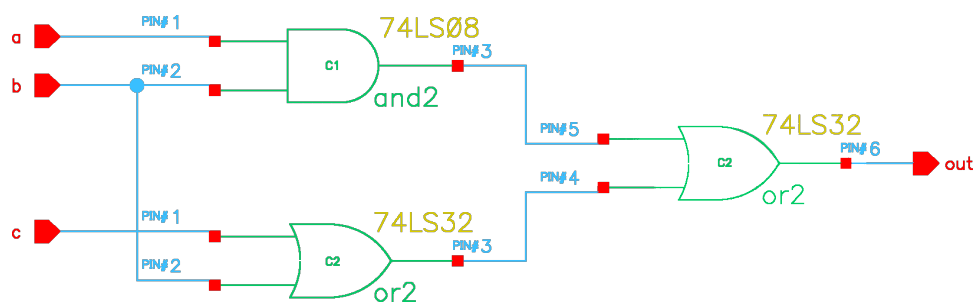 a
PIN#1
74LSØ8
C1
PIN#3
b
PIN#2
and2
PIN#5
74LS32
C2
PIN#6
out
PIN#4
or2
c
PIN#1
74LS32
C2
PIN#3
PIN#2
or2